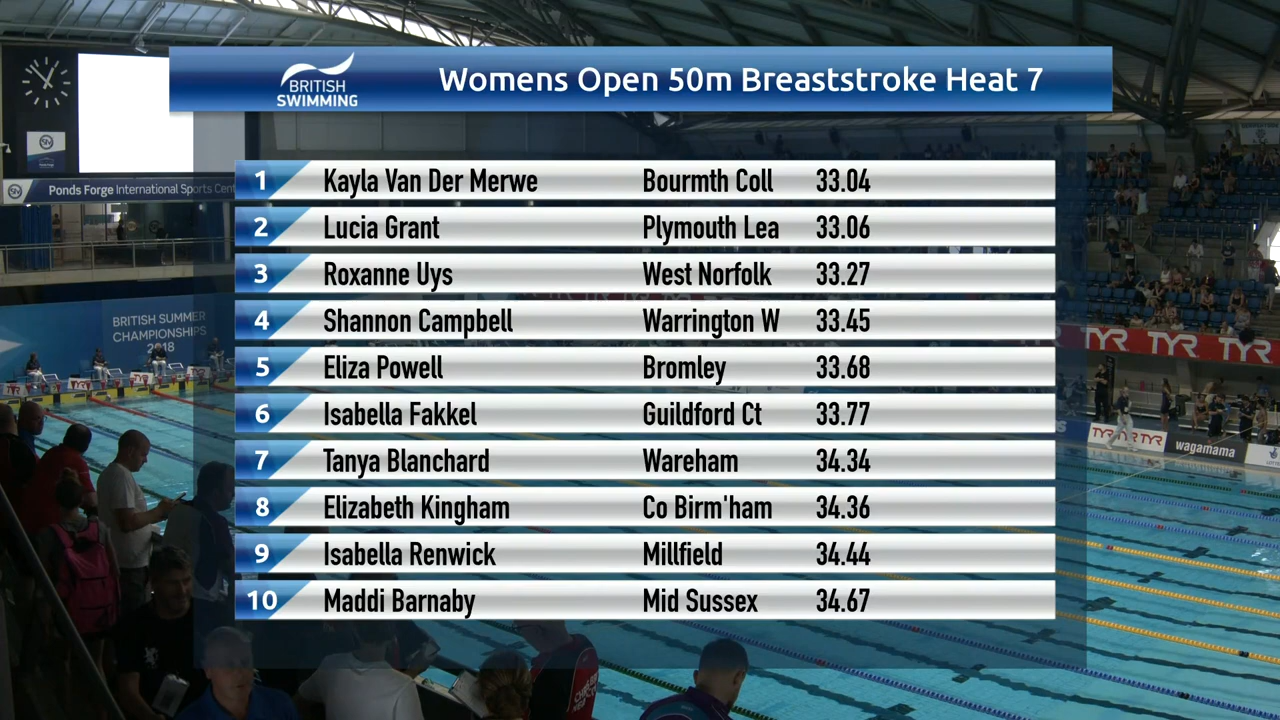 BRITISH
SWIMMING
Womens Open 50m Breaststroke Heat 7
1 Kayla Van Der Merwe Bourmth Coll 33.04
2 Lucia Grant Plymouth Lea 33.06
3 Roxanne Uys West Norfolk 33.27
4 Shannon Campbell Warrington W 33.45
5 Eliza Powell Bromley 33.68
6 Isabella Fakkel Guildford Ct 33.77
7 Tanya Blanchard Wareham 34.34
8 Elizabeth Kingham Co Birm'ham 34.36
9 Isabella Renwick Millfield 34.44
10 Maddi Barnaby Mid Sussex 34.67
Ponds Forge International Sports Cent
BRITISH SUMMER
CHAMPIONSHIPS
2018
TYR TYR TYR
TYR TYR TYR
wagamama